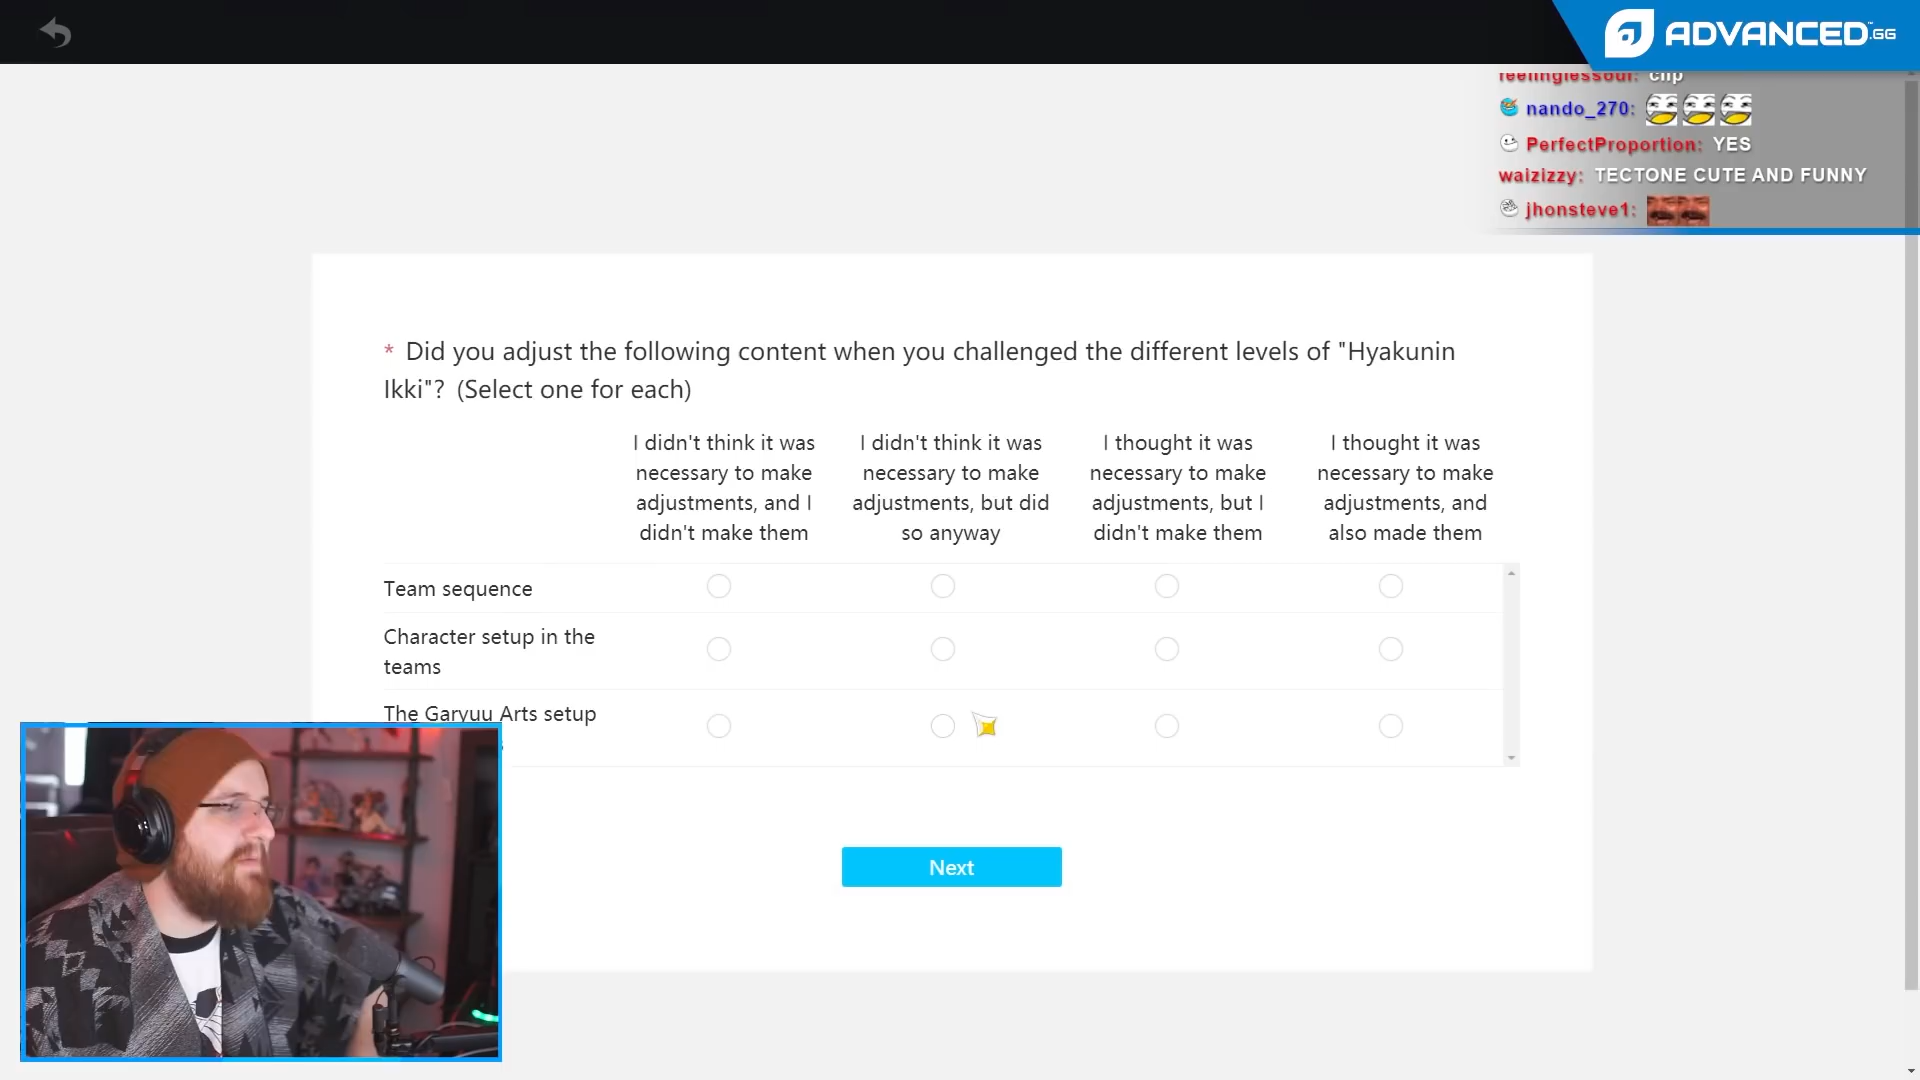 ADVANCED.GG
feelinglesssoul: clip
nando_270:
PerfectProportion: YES
waizizzy: TECTONE CUTE AND FUNNY
jhonsteve1:
* Did you adjust the following content when you challenged the different levels of "Hyakunin
Ikki"? (Select one for each)
I didn't think it was
necessary to make
adjustments, and I
didn't make them
I didn't think it was
necessary to make
adjustments, but did
so anyway
I thought it was
necessary to make
adjustments, but I
didn't make them
I thought it was
necessary to make
adjustments, and
also made them
Team sequence
Character setup in the
teams
The Garyuu Arts setup
Next